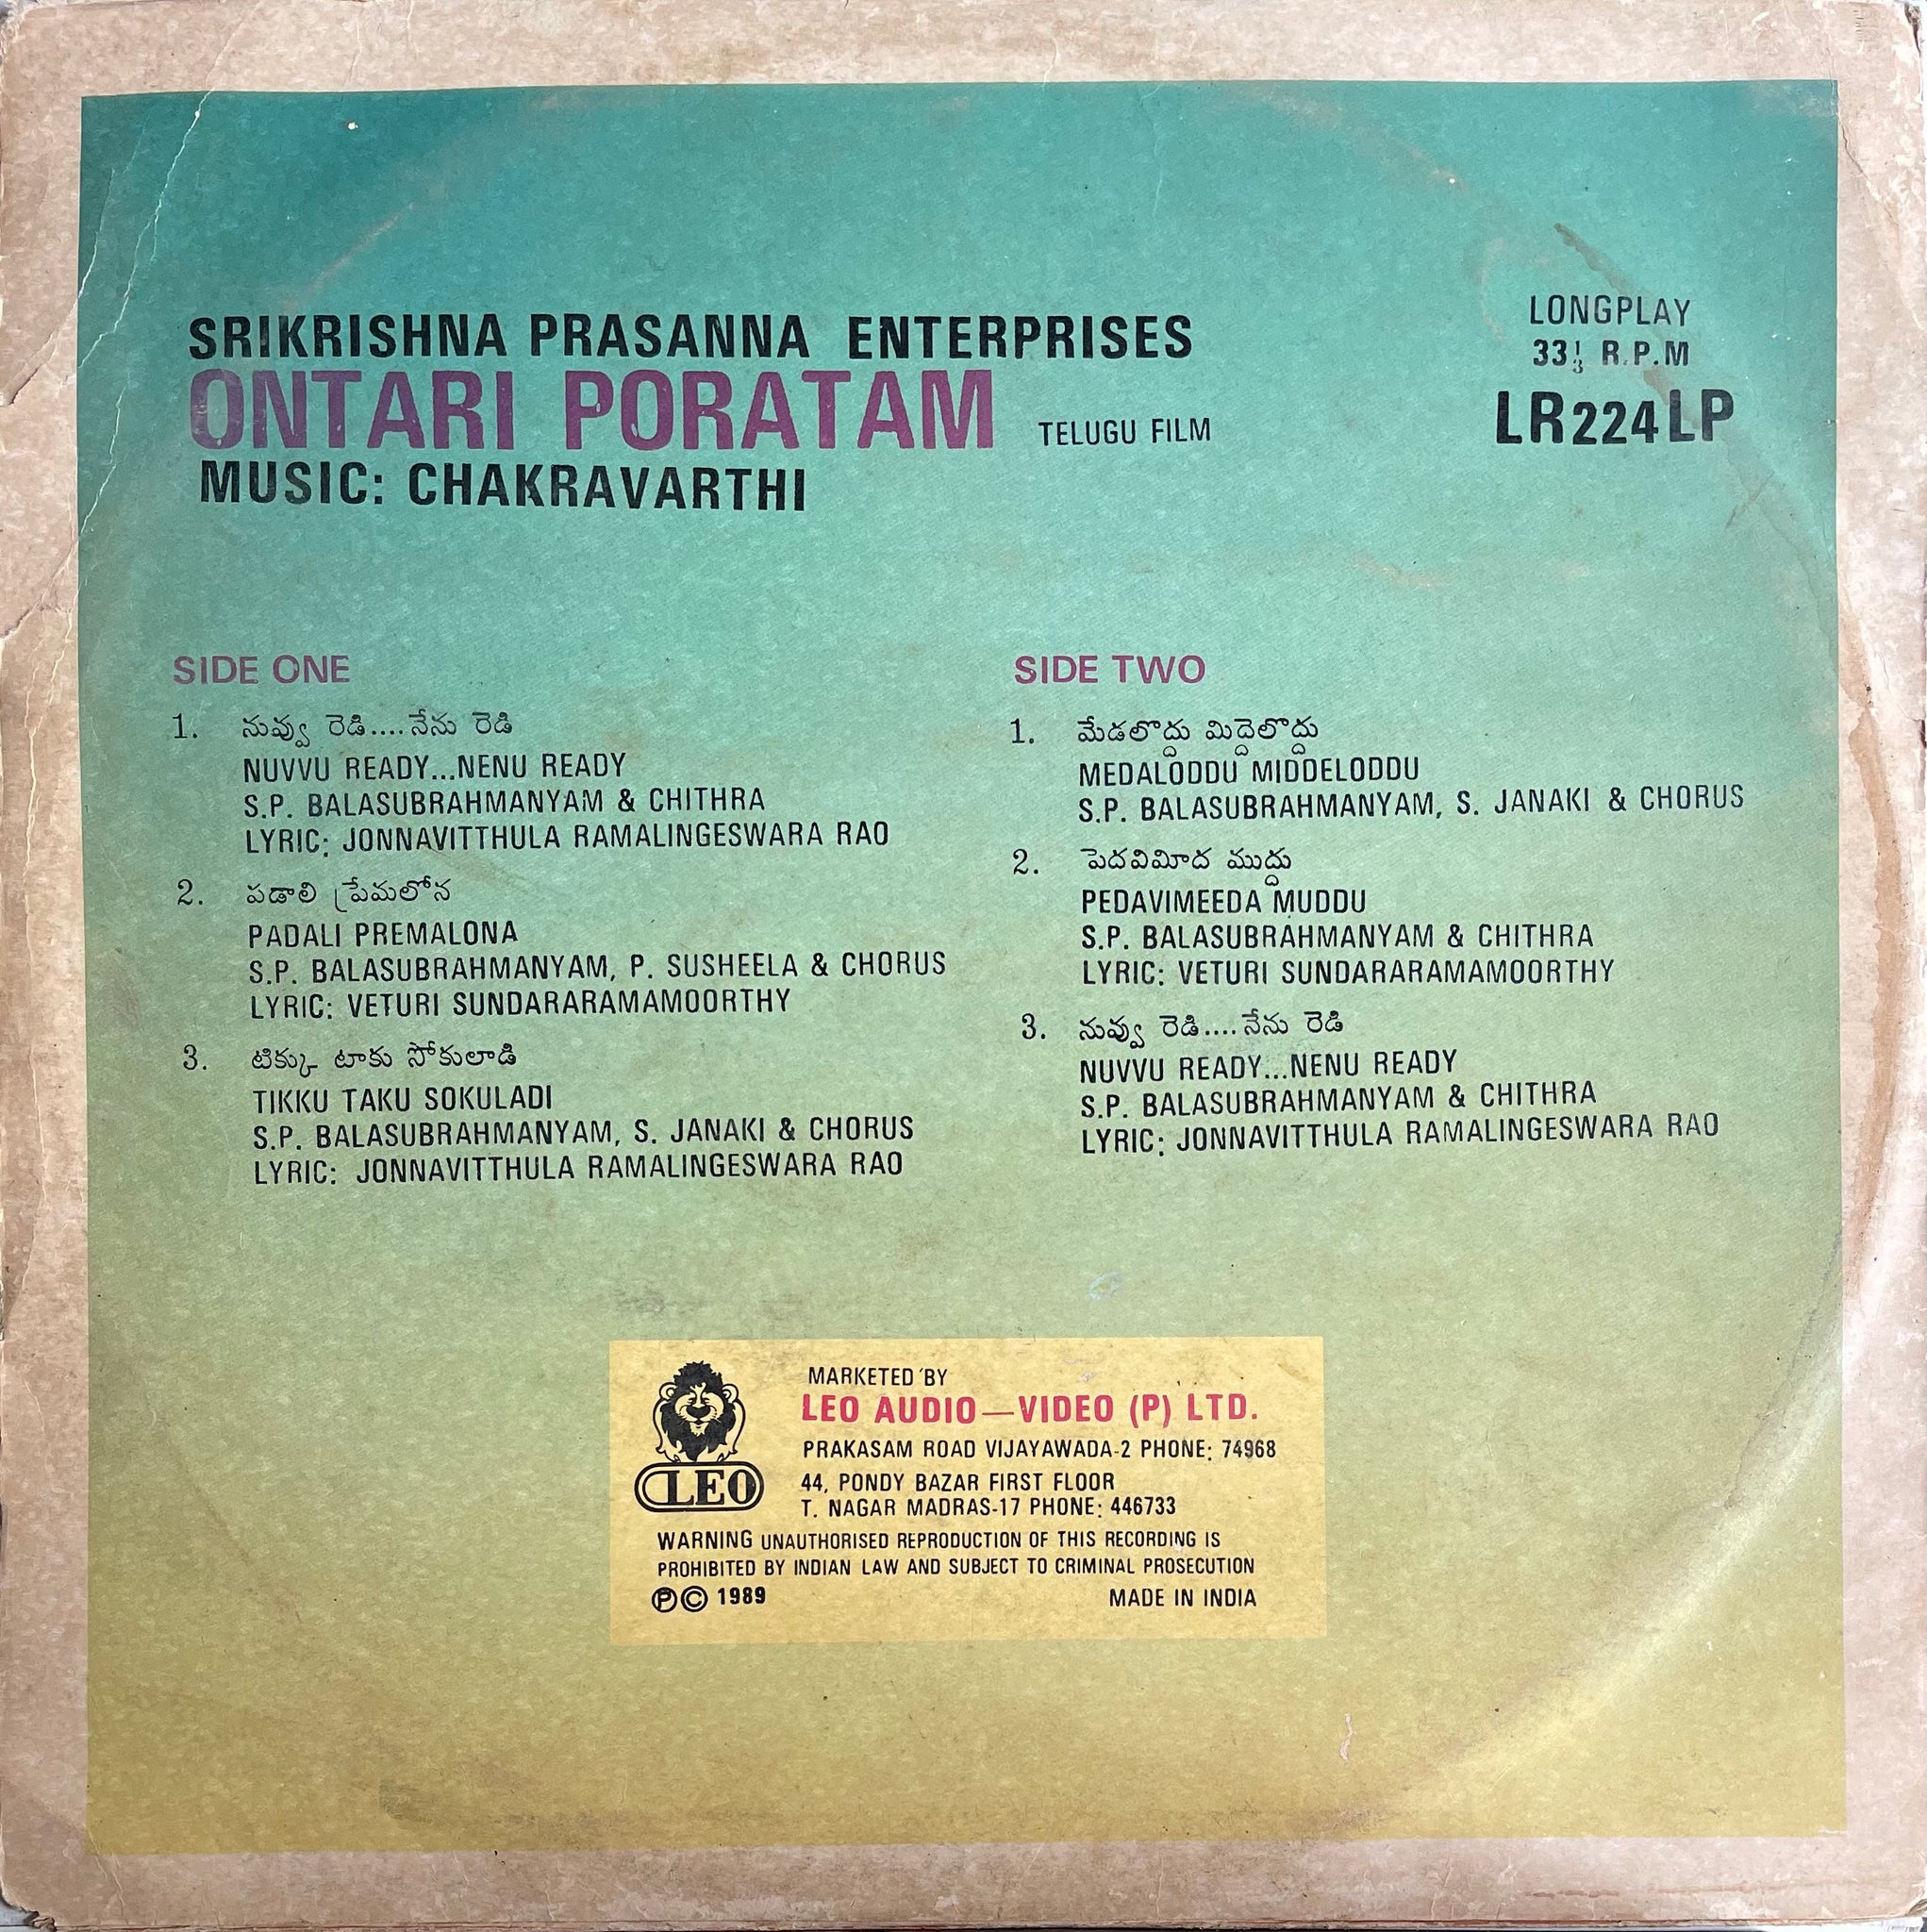 SRIKRISHNA PRASANNA ENTERPRISES
ONTARI PORATAM TELUGU FILM
MUSIC: CHAKRAVARTHI
LONGPLAY
33⅓ R.P.M
LR224LP
SIDE ONE
1. నువ్వు రెడి....నేను రెడి
NUVVU READY...NENU READY
S.P. BALASUBRAHMANYAM & CHITHRA
LYRIC: JONNAVITTHULA RAMALINGESWARA RAO
2. పడాలి ప్రేమలోన
PADALI PREMALONA
S.P. BALASUBRAHMANYAM, P. SUSHEELA & CHORUS
LYRIC: VETURI SUNDARARAMAMOORTHY
3. టిక్కు టాకు సోకులాడి
TIKKU TAKU SOKULADI
S.P. BALASUBRAHMANYAM, S. JANAKI & CHORUS
LYRIC: JONNAVITTHULA RAMALINGESWARA RAO
SIDE TWO
1. మేడలొద్దు మిద్దెలొద్దు
MEDALODDU MIDDELODDU
S.P. BALASUBRAHMANYAM, S. JANAKI & CHORUS
2. పెదవిమీద ముద్దు
PEDAVIMEEDA MUDDU
S.P. BALASUBRAHMANYAM & CHITHRA
LYRIC: VETURI SUNDARARAMAMOORTHY
3. నువ్వు రెడి....నేను రెడి
NUVVU READY...NENU READY
S.P. BALASUBRAHMANYAM & CHITHRA
LYRIC: JONNAVITTHULA RAMALINGESWARA RAO
LEO
MARKETED BY
LEO AUDIO—VIDEO (P) LTD.
PRAKASAM ROAD VIJAYAWADA-2 PHONE: 74968
44, PONDY BAZAR FIRST FLOOR
T. NAGAR MADRAS-17 PHONE: 446733
WARNING UNAUTHORISED REPRODUCTION OF THIS RECORDING IS
PROHIBITED BY INDIAN LAW AND SUBJECT TO CRIMINAL PROSECUTION
Ⓟ© 1989 MADE IN INDIA